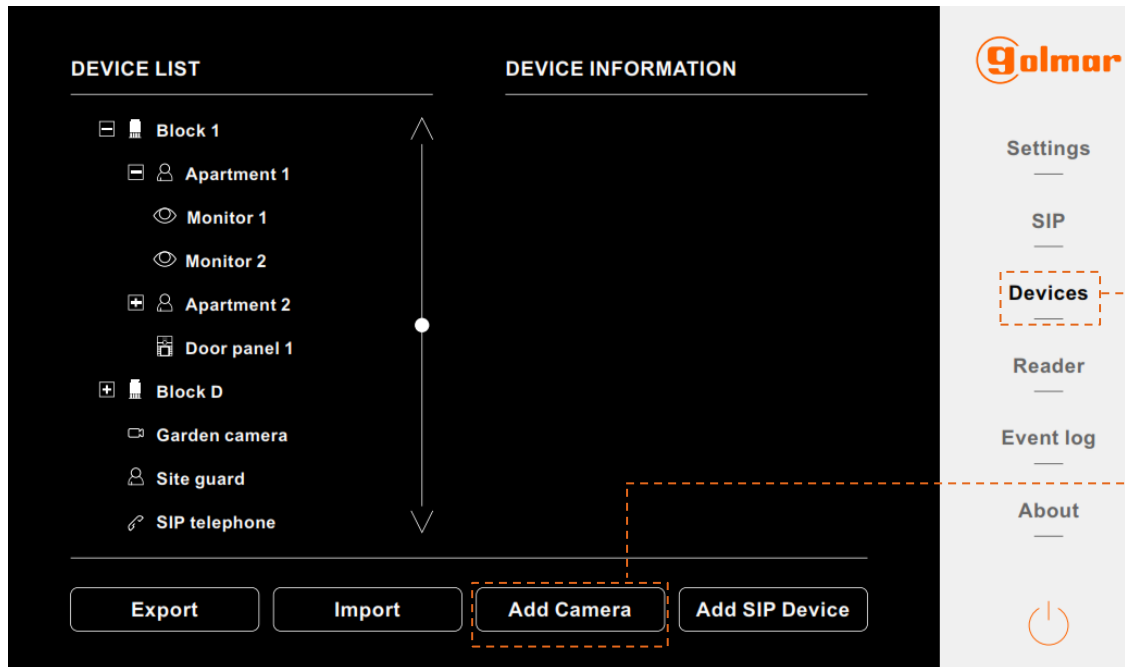 DEVICE LIST
Block 1
Apartment 1
Monitor 1
Monitor 2
Apartment 2
Door panel 1
Block D
Garden camera
Site guard
SIP telephone
DEVICE INFORMATION
Export
Import
Add Camera
Add SIP Device
golmar
Settings
SIP
Devices
Reader
Event log
About